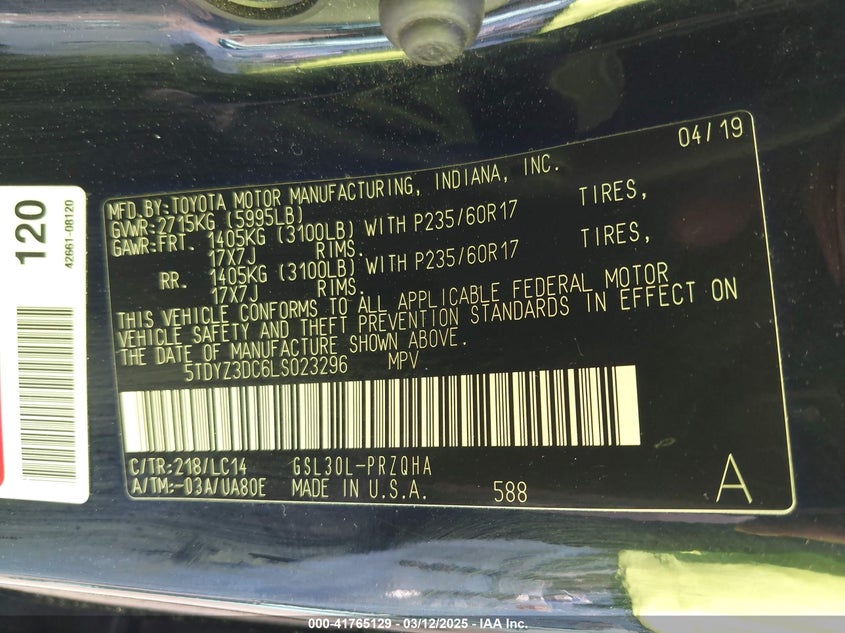 04/19
MFD.BY:TOYOTA MOTOR MANUFACTURING, INDIANA, INC.
GVWR:2715KG (5995LB)
GAWR:FRT. 1405KG (3100LB) WITH P235/60R17 TIRES,
17X7J RIMS.
RR. 1405KG (3100LB) WITH P235/60R17 TIRES,
17X7J RIMS.
THIS VEHICLE CONFORMS TO ALL APPLICABLE FEDERAL MOTOR
VEHICLE SAFETY AND THEFT PREVENTION STANDARDS IN EFFECT ON
THE DATE OF MANUFACTURE SHOWN ABOVE.
5TDYZ3DC6LS023296 MPV
C/TR:218/LC14 GSL30L-PRZQHA
A/TM:-03A/UA80E MADE IN U.S.A. 588 A
120
42661-08120
000-41765129 - 03/12/2025 - IAA Inc.